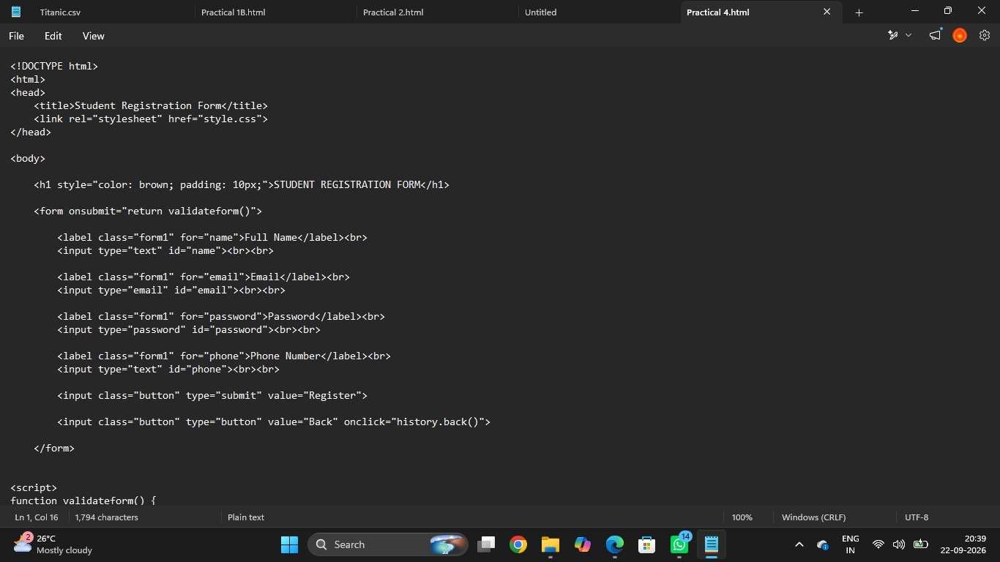 Titanic.csv
Practical 1B.html
Practical 2.html
Untitled
Practical 4.html
File
Edit
View
<!DOCTYPE html>
<html>
<head>
    <title>Student Registration Form</title>
    <link rel="stylesheet" href="style.css">
</head>
<body>
    <h1 style="color: brown; padding: 10px;">STUDENT REGISTRATION FORM</h1>
    <form onsubmit="return validateform()">
        <label class="form1" for="name">Full Name</label><br>
        <input type="text" id="name"><br><br>
        <label class="form1" for="email">Email</label><br>
        <input type="email" id="email"><br><br>
        <label class="form1" for="password">Password</label><br>
        <input type="password" id="password"><br><br>
        <label class="form1" for="phone">Phone Number</label><br>
        <input type="text" id="phone"><br><br>
        <input class="button" type="submit" value="Register">
        <input class="button" type="button" value="Back" onclick="history.back()">
    </form>
<script>
function validateform() {
Ln 1, Col 16
1,794 characters
Plain text
100%
Windows (CRLF)
UTF-8
2
26°C
Mostly cloudy
Search
14
ENG
IN
20:39
22-09-2026